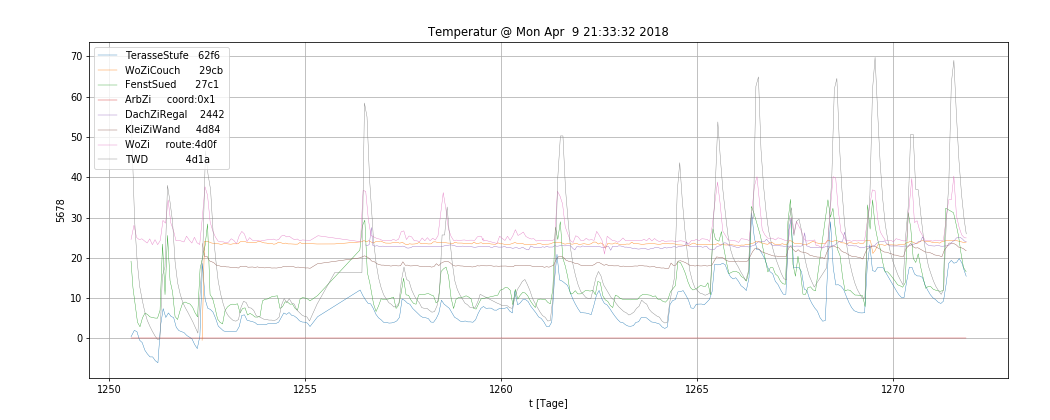 Temperatur @ Mon Apr  9 21:33:32 2018
70
60
50
40
30
20
10
0
5678
TerasseStufe 62f6
WoZiCouch 29cb
FenstSued 27c1
ArbZi coord:0x1
DachZiRegal 2442
KleiZiWand 4d84
WoZi route:4d0f
TWD 4d1a
1250 1255 1260 1265 1270
t [Tage]